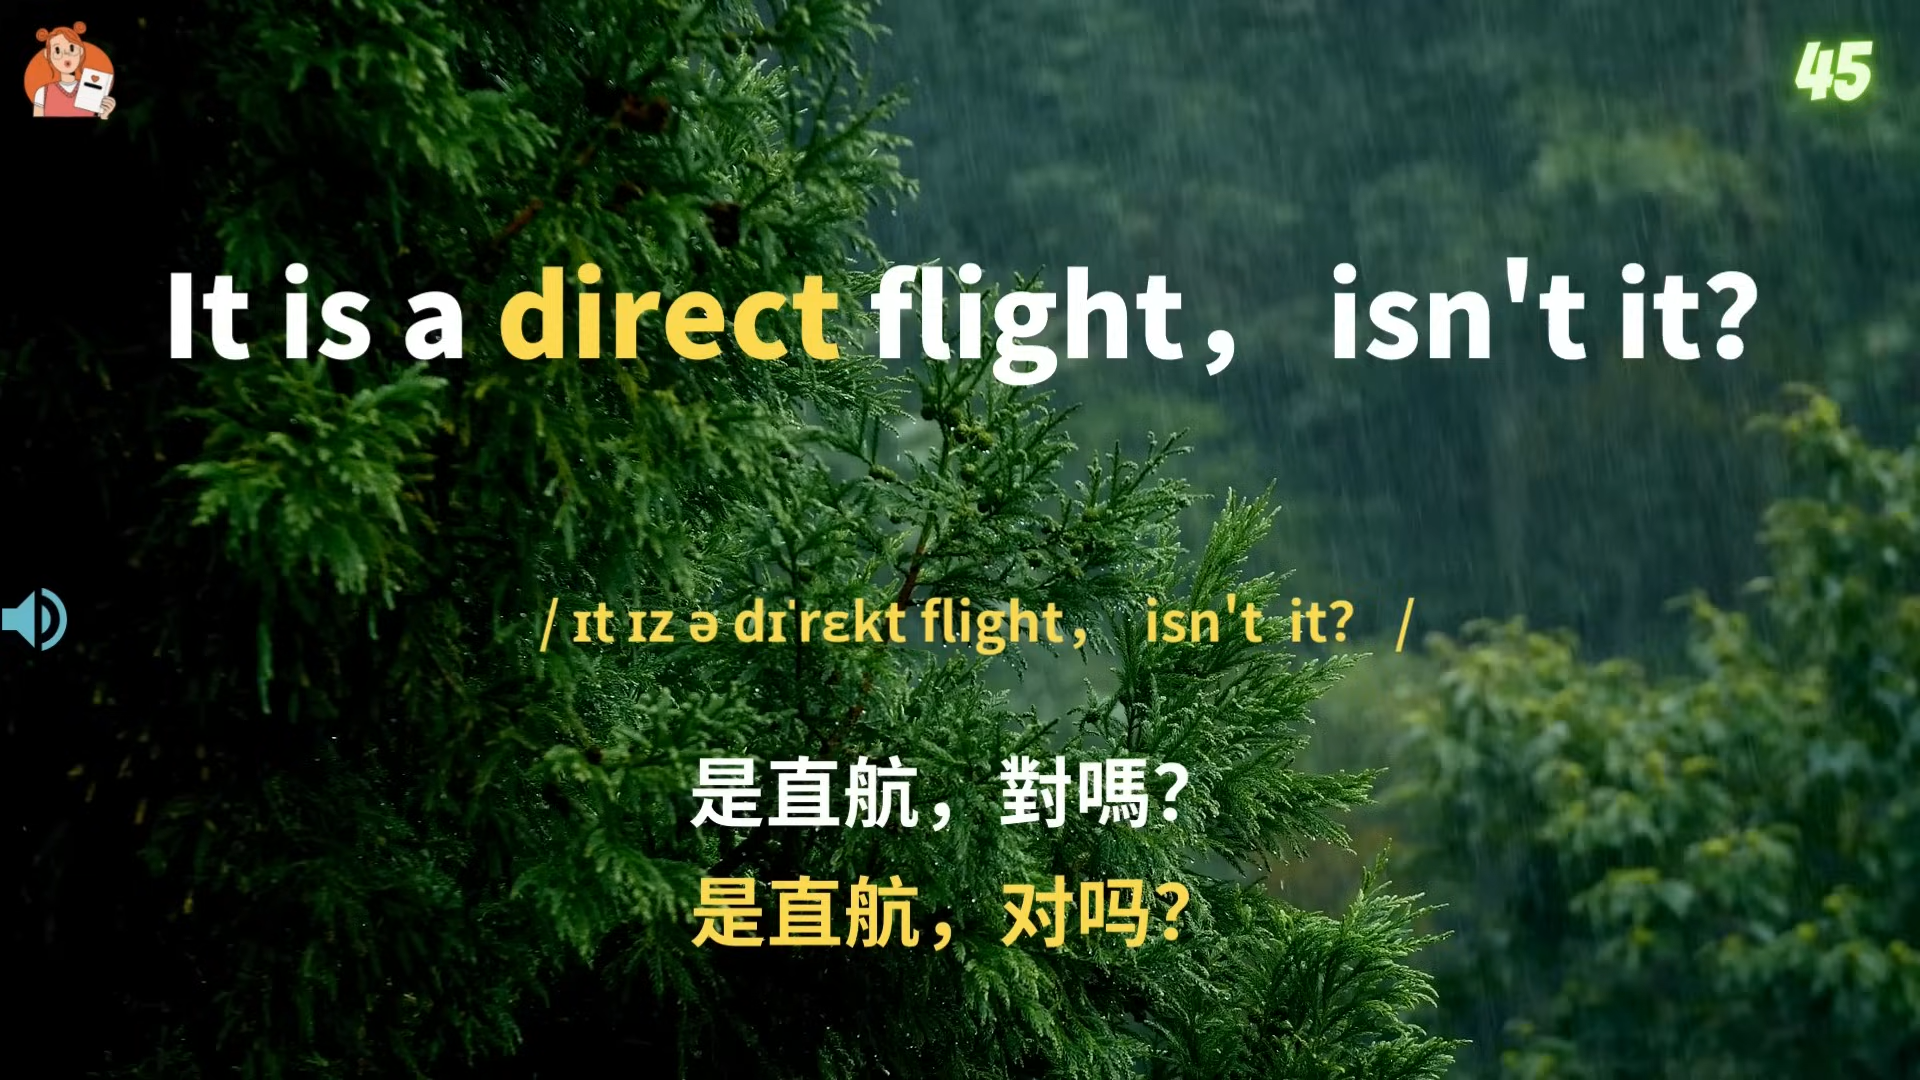 45
It is a direct flight， isn't it?
/ ɪt ɪz ə dɪˈrɛkt flight， isn't it? /
是直航，對嗎？
是直航，对吗？